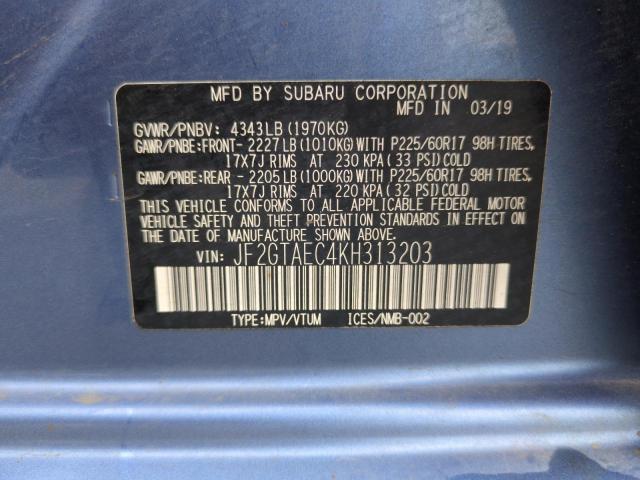 MFD BY SUBARU CORPORATION
MFD IN 03/19
GVWR/PNBV: 4343LB(1970KG)
GAWR/PNBE:FRONT- 2227LB(1010KG)WITH P225/60R17 98H TIRES,
17X7J RIMS AT 230 KPA(33 PSI)COLD
GAWR/PNBE:REAR - 2205LB(1000KG)WITH P225/60R17 98H TIRES,
17X7J RIMS AT 220 KPA(32 PSI)COLD
THIS VEHICLE CONFORMS TO ALL APPLICABLE FEDERAL MOTOR
VEHICLE SAFETY AND THEFT PREVENTION STANDARDS IN EFFECT
ON THE DATE OF MANUFACTURE SHOWN ABOVE.
VIN: JF2GTAEC4KH313203
TYPE:MPV/VTUM ICES/NMB-002